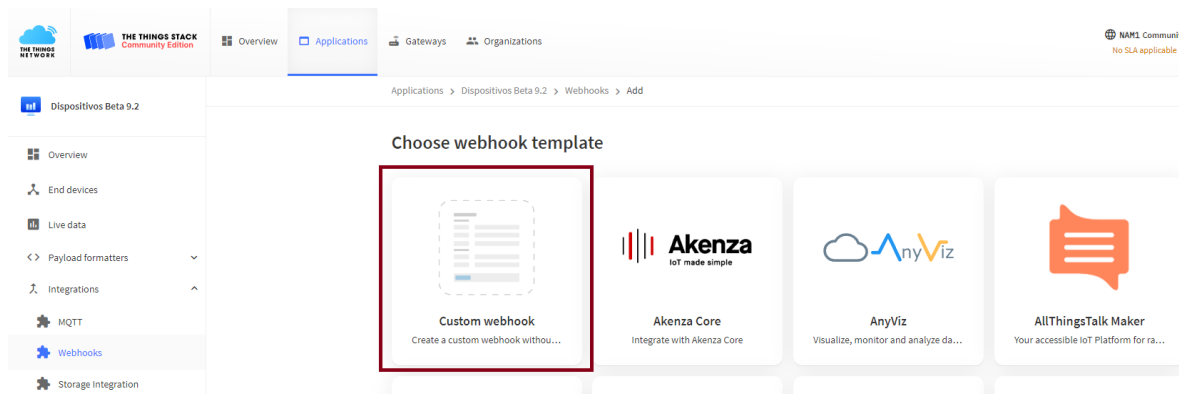 THE THINGS
NETWORK
THE THINGS STACK
Community Edition
Overview
Applications
Gateways
Organizations
NAM1 Communi
No SLA applicable
Dispositivos Beta 9.2
Applications > Dispositivos Beta 9.2 > Webhooks > Add
Overview
End devices
Live data
<> Payload formatters
Integrations
MQTT
Webhooks
Storage Integration
Choose webhook template
Custom webhook
Create a custom webhook withou...
Akenza
IoT made simple
Akenza Core
Integrate with Akenza Core
AnyViz
AnyViz
Visualize, monitor and analyze da...
AllThingsTalk Maker
Your accessible IoT Platform for ra...